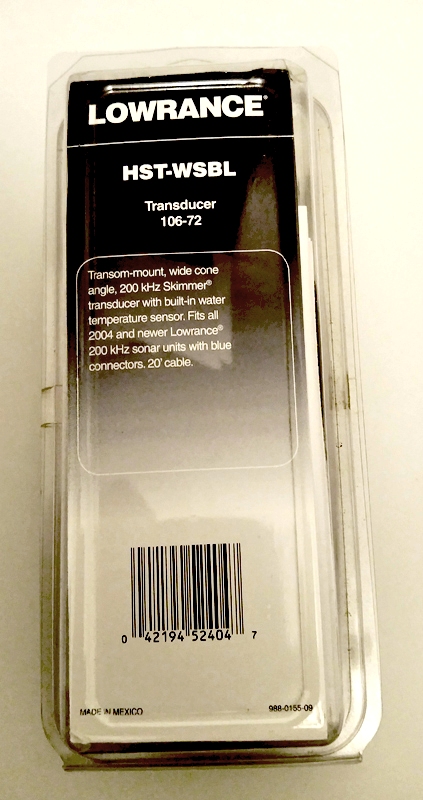 LOWRANCE®
HST-WSBL
Transducer
106-72
Transom-mount, wide cone
angle, 200 kHz Skimmer®
transducer with built-in water
temperature sensor. Fits all
2004 and newer Lowrance®
200 kHz sonar units with blue
connectors. 20' cable.
0 42194 52404 7
MADE IN MEXICO
988-0155-09